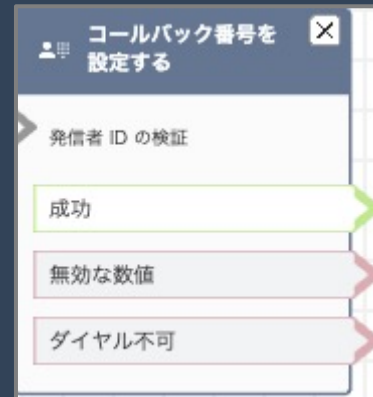 コールバック番号を
設定する
発信者 ID の検証
成功
無効な数値
ダイヤル不可